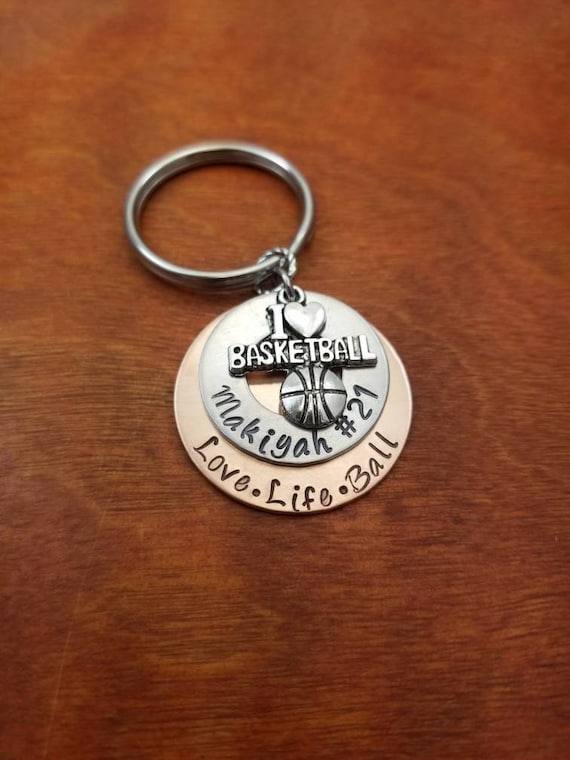 I
BASKETBALL
Makiyah #21
Love • Life • Ball